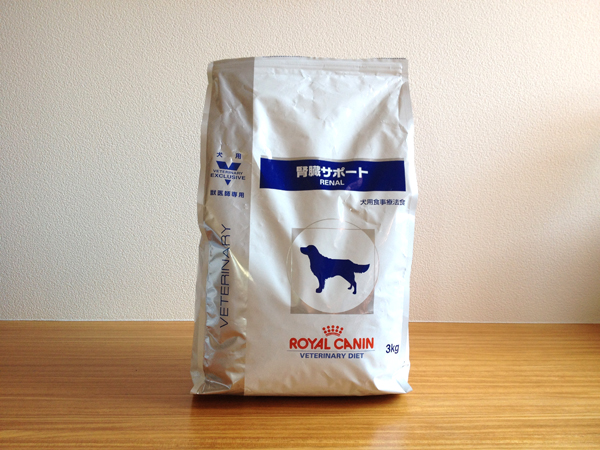 犬用
VETERINARY
EXCLUSIVE
獣医師専用
VETERINARY
腎臓サポート
RENAL
犬用食事療法食
ROYAL CANIN
VETERINARY DIET
3kg